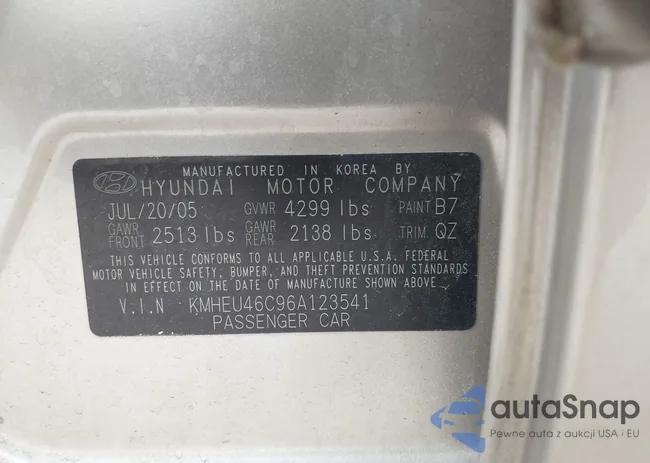 MANUFACTURED IN KOREA BY
HYUNDAI MOTOR COMPANY
JUL/20/05 GVWR 4299 lbs PAINT B7
GAWR FRONT 2513 lbs GAWR REAR 2138 lbs TRIM QZ
THIS VEHICLE CONFORMS TO ALL APPLICABLE U.S.A. FEDERAL
MOTOR VEHICLE SAFETY, BUMPER, AND THEFT PREVENTION STANDARDS
IN EFFECT ON THE DATE OF MANUFACTURE SHOWN ABOVE.
V.I.N KMHEU46C96A123541
PASSENGER CAR
autaSnap
Pewne auta z aukcji USA i EU